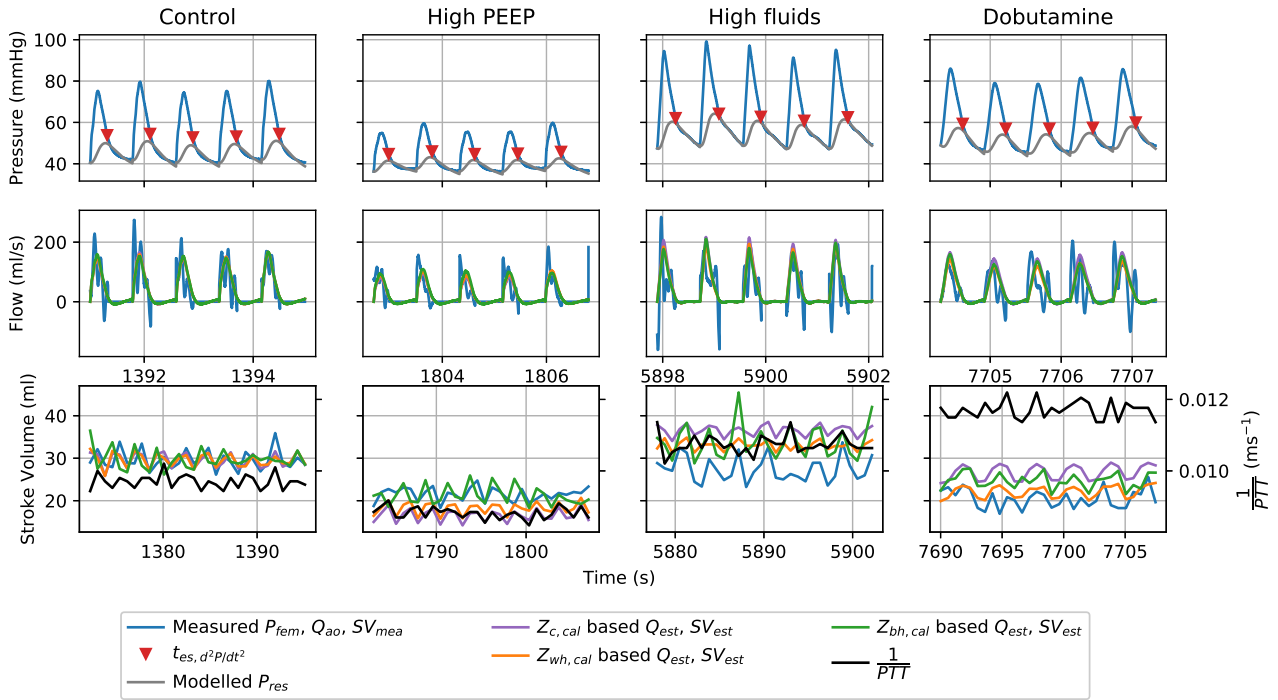 Control High PEEP High fluids Dobutamine
Pressure (mmHg)
100
80
60
40
Flow (ml/s)
200
0
1392 1394 1804 1806 5898 5900 5902 7705 7706 7707
Stroke Volume (ml)
40
30
20
0.012
0.010
1/PTT (ms⁻¹)
1380 1390 1790 1800 5880 5890 5900 7690 7695 7700 7705
Time (s)
Measured P_fem, Q_ao, SV_mea Z_c,cal based Q_est, SV_est Z_bh,cal based Q_est, SV_est
t_es,d²P/dt² Z_wh,cal based Q_est, SV_est 1/PTT
Modelled P_res